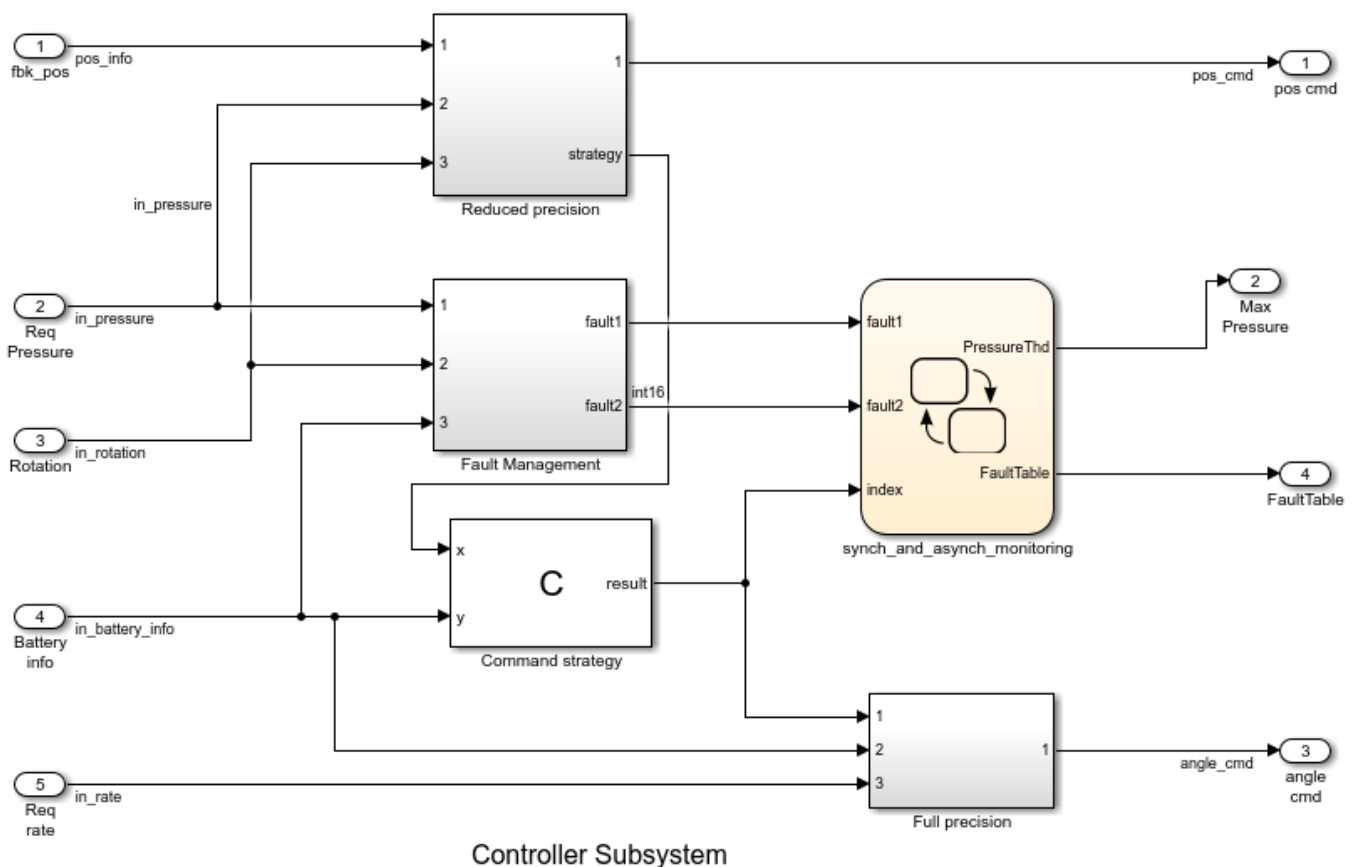 1
fbk_pos
pos_info
1
2
3
1
strategy
Reduced precision
pos_cmd
1
pos cmd
in_pressure
2
Req
Pressure
in_pressure
1
2
3
fault1
fault2
Fault Management
int16
3
Rotation
in_rotation
fault1
fault2
index
PressureThd
FaultTable
synch_and_asynch_monitoring
2
Max
Pressure
4
FaultTable
4
Battery
info
in_battery_info
x
y
C
result
Command strategy
5
Req
rate
in_rate
1
2
3
1
Full precision
angle_cmd
3
angle
cmd
Controller Subsystem